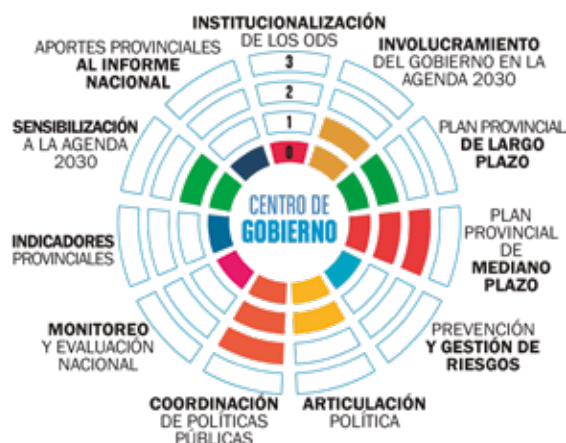 INSTITUCIONALIZACIÓN
DE LOS ODS
INVOLUCRAMIENTO
DEL GOBIERNO EN LA
AGENDA 2030
PLAN PROVINCIAL
DE LARGO
PLAZO
PLAN
PROVINCIAL
DE
MEDIANO
PLAZO
PREVENCIÓN
Y GESTIÓN DE
RIESGOS
ARTICULACIÓN
POLÍTICA
COORDINACIÓN
DE POLÍTICAS
PÚBLICAS
MONITOREO
Y EVALUACIÓN
NACIONAL
INDICADORES
PROVINCIALES
SENSIBILIZACIÓN
A LA AGENDA
2030
APORTES PROVINCIALES
AL INFORME
NACIONAL
3
2
1
0
CENTRO DE
GOBIERNO